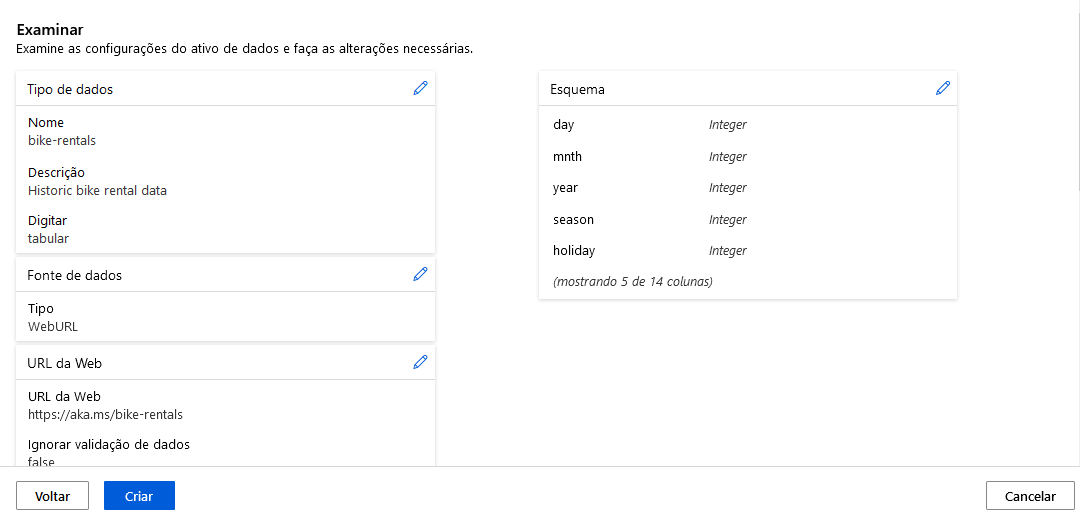 Examinar
Examine as configurações do ativo de dados e faça as alterações necessárias.
Tipo de dados
Nome
bike-rentals
Descrição
Historic bike rental data
Digitar
tabular
Fonte de dados
Tipo
WebURL
URL da Web
URL da Web
https://aka.ms/bike-rentals
Ignorar validação de dados
false
Esquema
day Integer
mnth Integer
year Integer
season Integer
holiday Integer
(mostrando 5 de 14 colunas)
Voltar Criar Cancelar